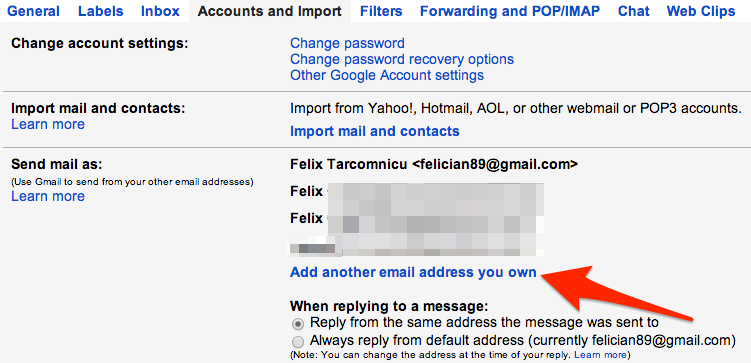 General Labels Inbox Accounts and Import Filters Forwarding and POP/IMAP Chat Web Clips
Change account settings: Change password
Change password recovery options
Other Google Account settings
Import mail and contacts: Import from Yahoo!, Hotmail, AOL, or other webmail or POP3 accounts.
Learn more
Import mail and contacts
Send mail as: Felix Tarcomnicu <felician89@gmail.com>
(Use Gmail to send from your other email addresses)
Felix
Learn more
Felix
Add another email address you own
When replying to a message:
Reply from the same address the message was sent to
Always reply from default address (currently felician89@gmail.com)
(Note: You can change the address at the time of your reply. Learn more)